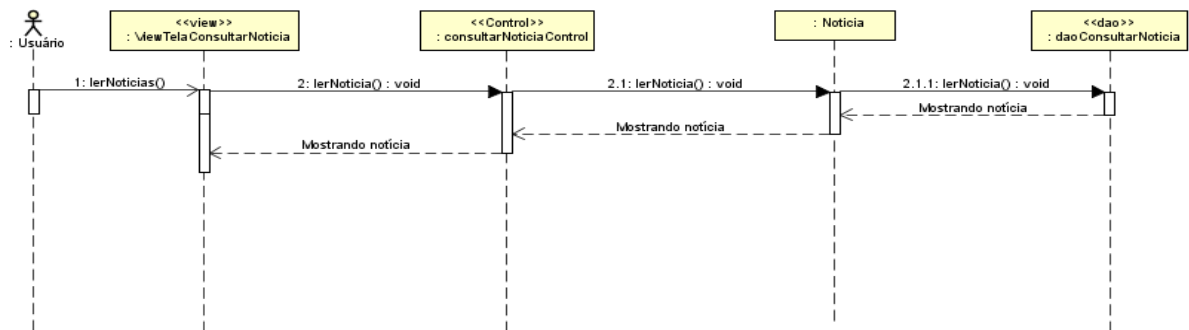 <<view>>
: ViewTelaConsultarNoticia
<<Control>>
: consultarNoticiaControl
: Noticia
<<dao>>
: daoConsultarNoticia
: Usuário
1: lerNoticias()
2: lerNoticia() : void
2.1: lerNoticia() : void
2.1.1: lerNoticia() : void
Mostrando notícia
Mostrando notícia
Mostrando notícia